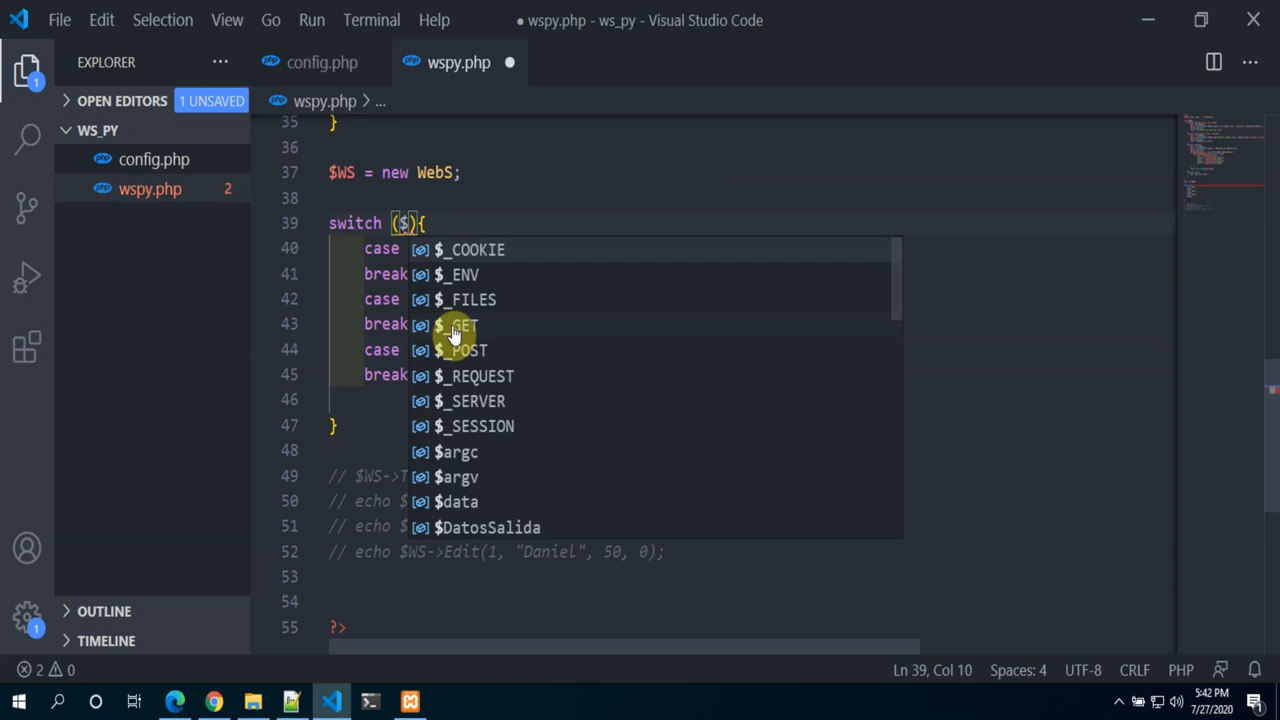 File Edit Selection View Go Run Terminal Help ● wspy.php - ws_py - Visual Studio Code
EXPLORER ··· config.php wspy.php ● ···
1
OPEN EDITORS 1 UNSAVED wspy.php > ...
WS_PY
config.php
wspy.php 2
35 }
36
37 $WS = new WebS;
38
39 switch ($){
40 case $_COOKIE
41 break $_ENV
42 case $_FILES
43 break $_GET
44 case $_POST
45 break $_REQUEST
46 $_SERVER
47 } $_SESSION
48 $argc
49 // $WS->T $argv
50 // echo $ $data
51 // echo $ $DatosSalida
52 // echo $WS->Edit(1, "Daniel", 50, 0);
53
54
55 ?>
OUTLINE
1
TIMELINE
2 0 Ln 39, Col 10 Spaces: 4 UTF-8 CRLF PHP
5:42 PM
7/27/2020
1